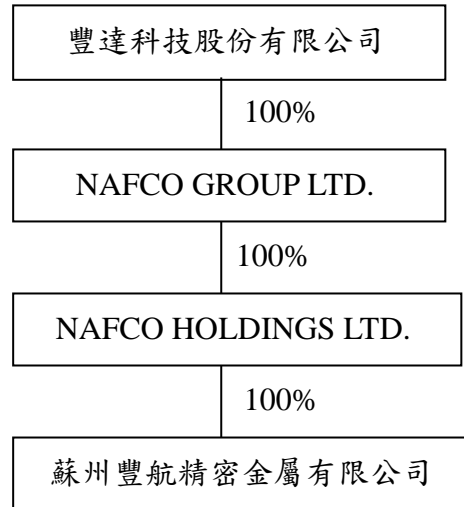 豐達科技股份有限公司
100%
NAFCO GROUP LTD.
100%
NAFCO HOLDINGS LTD.
100%
蘇州豐航精密金屬有限公司